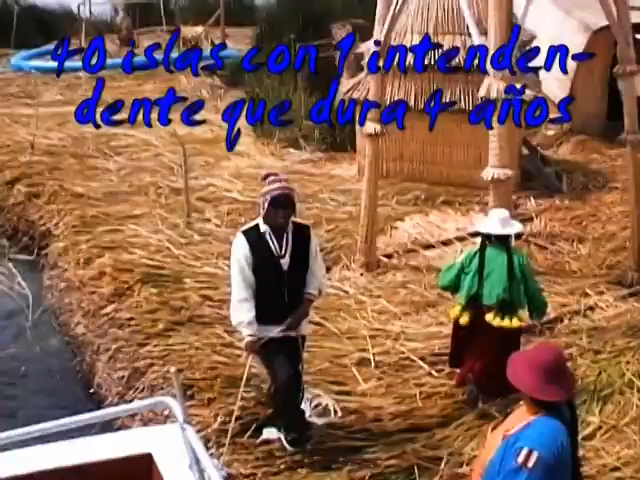 40 islas con 1 intenden-
dente que dura 4 años